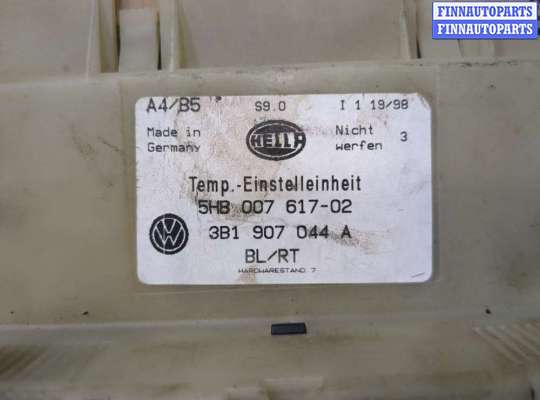 FINNAUTOPARTS
FINNAUTOPARTS
A4/B5 S9.0 I 1 19/98
Made in Germany
HELLA
Nicht werfen 3
Temp.-Einstelleinheit
5HB 007 617-02
3B1 907 044 A
BL/RT
HARDWARESTAND 7